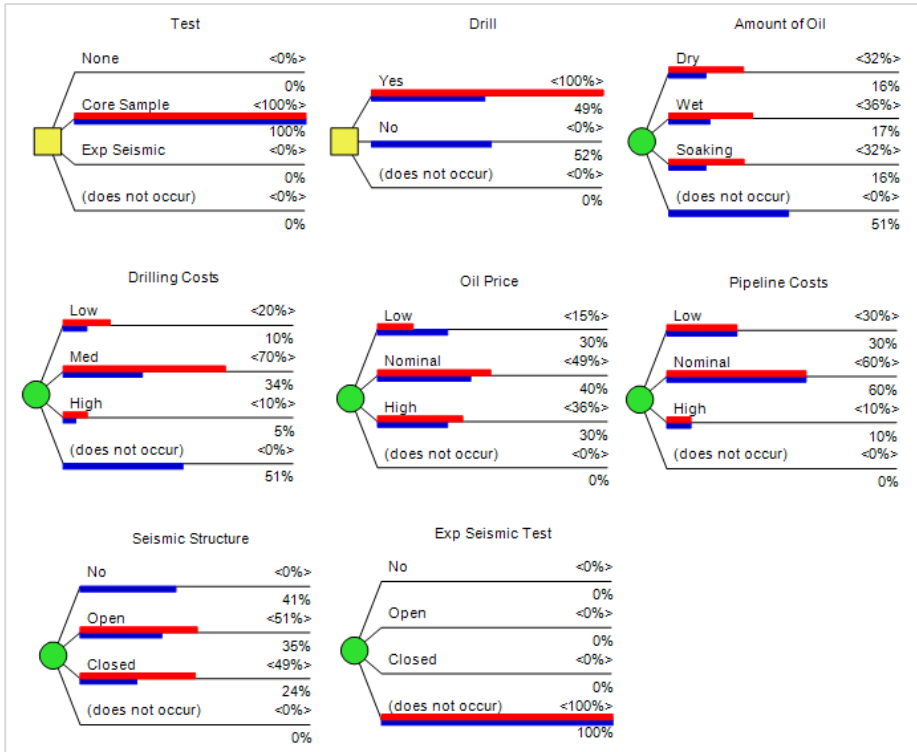 Test
None <0%>
0%
Core Sample <100%>
100%
Exp Seismic <0%>
0%
(does not occur) <0%>
0%
Drill
Yes <100%>
49%
No <0%>
52%
(does not occur) <0%>
0%
Amount of Oil
Dry <32%>
16%
Wet <36%>
17%
Soaking <32%>
16%
(does not occur) <0%>
51%
Drilling Costs
Low <20%>
10%
Med <70%>
34%
High <10%>
5%
(does not occur) <0%>
51%
Oil Price
Low <15%>
30%
Nominal <49%>
40%
High <36%>
30%
(does not occur) <0%>
0%
Pipeline Costs
Low <30%>
30%
Nominal <60%>
60%
High <10%>
10%
(does not occur) <0%>
0%
Seismic Structure
No <0%>
41%
Open <51%>
35%
Closed <49%>
24%
(does not occur) <0%>
0%
Exp Seismic Test
No <0%>
0%
Open <0%>
0%
Closed <0%>
0%
(does not occur) <100%>
100%